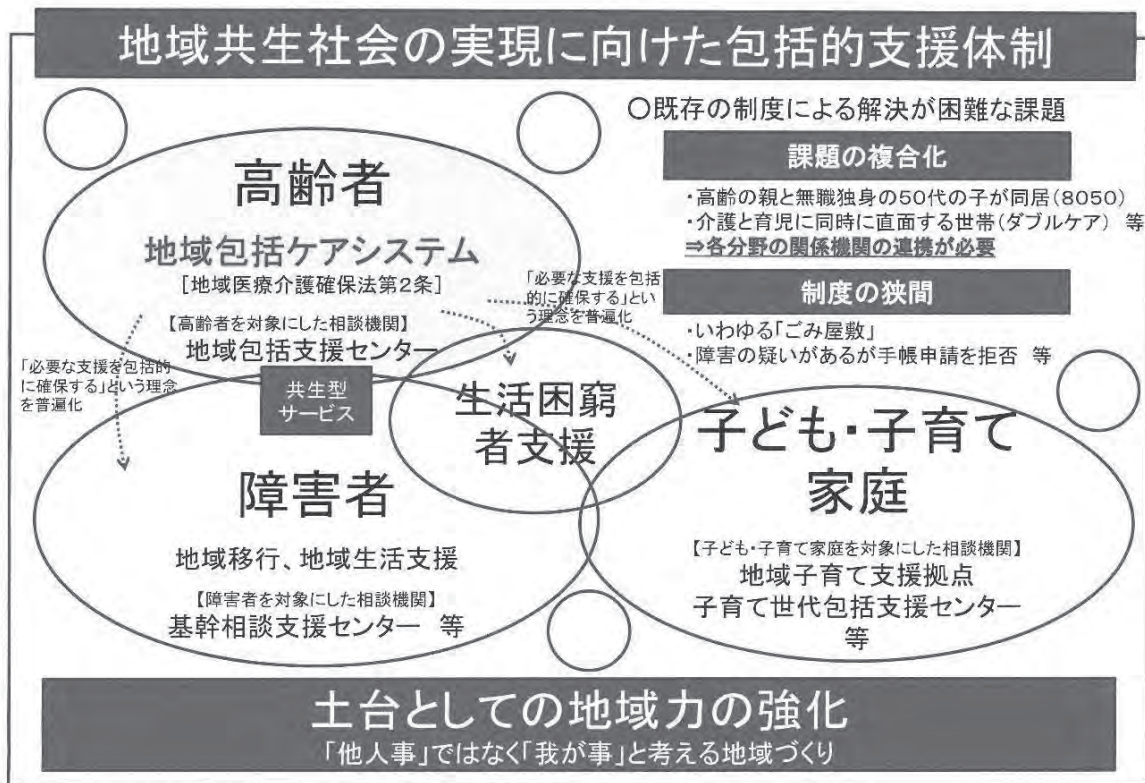 地域共生社会の実現に向けた包括的支援体制
〇既存の制度による解決が困難な課題
課題の複合化
・高齢の親と無職独身の50代の子が同居(8050)
・介護と育児に同時に直面する世帯(ダブルケア) 等
⇒各分野の関係機関の連携が必要
制度の狭間
・いわゆる「ごみ屋敷」
・障害の疑いがあるが手帳申請を拒否 等
高齢者
地域包括ケアシステム
[地域医療介護確保法第2条]
【高齢者を対象にした相談機関】
地域包括支援センター
「必要な支援を包括
的に確保する」とい
う理念を普遍化
「必要な支援を包括的
に確保する」という理念
を普遍化
共生型
サービス
生活困窮
者支援
障害者
地域移行、地域生活支援
【障害者を対象にした相談機関】
基幹相談支援センター 等
子ども・子育て
家庭
【子ども・子育て家庭を対象にした相談機関】
地域子育て支援拠点
子育て世代包括支援センター
等
土台としての地域力の強化
「他人事」ではなく「我が事」と考える地域づくり